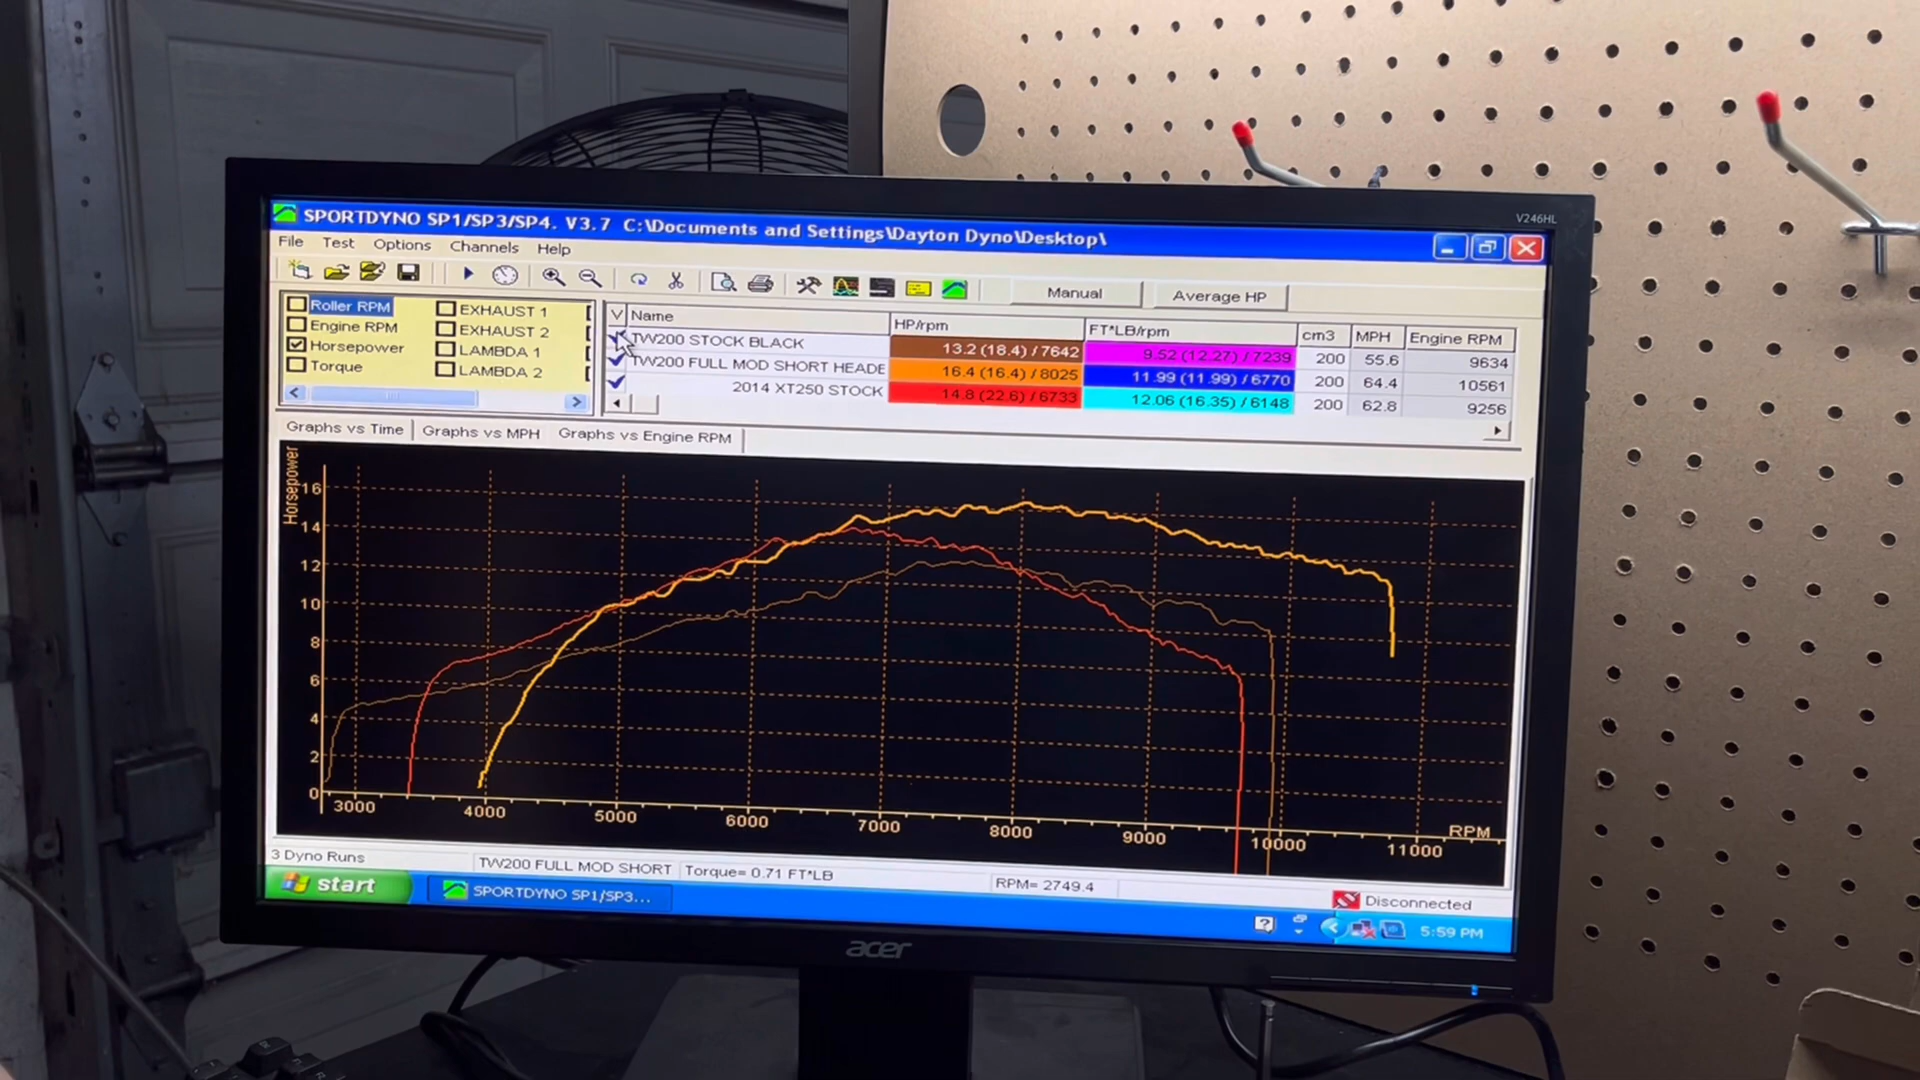 V246HL
SPORTDYNO SP1/SP3/SP4. V3.7 C:\Documents and Settings\Dayton Dyno\Desktop\
File Test Options Channels Help
Manual Average HP
Roller RPM EXHAUST 1
Engine RPM EXHAUST 2
Horsepower LAMBDA 1
Torque LAMBDA 2
V Name HP/rpm FT*LB/rpm cm3 MPH Engine RPM
TW200 STOCK BLACK 13.2 (18.4) / 7642 9.52 (12.27) / 7239 200 55.6 9634
TW200 FULL MOD SHORT HEADE 16.4 (16.4) / 8025 11.99 (11.99) / 6770 200 64.4 10561
2014 XT250 STOCK 14.8 (22.6) / 6733 12.06 (16.35) / 6148 200 62.8 9256
Graphs vs Time Graphs vs MPH Graphs vs Engine RPM
Horsepower
16
14
12
10
8
6
4
2
0
3000 4000 5000 6000 7000 8000 9000 10000 11000 RPM
3 Dyno Runs TW200 FULL MOD SHORT Torque= 0.71 FT*LB RPM= 2749.4 Disconnected
start SPORTDYNO SP1/SP3... 5:59 PM
acer